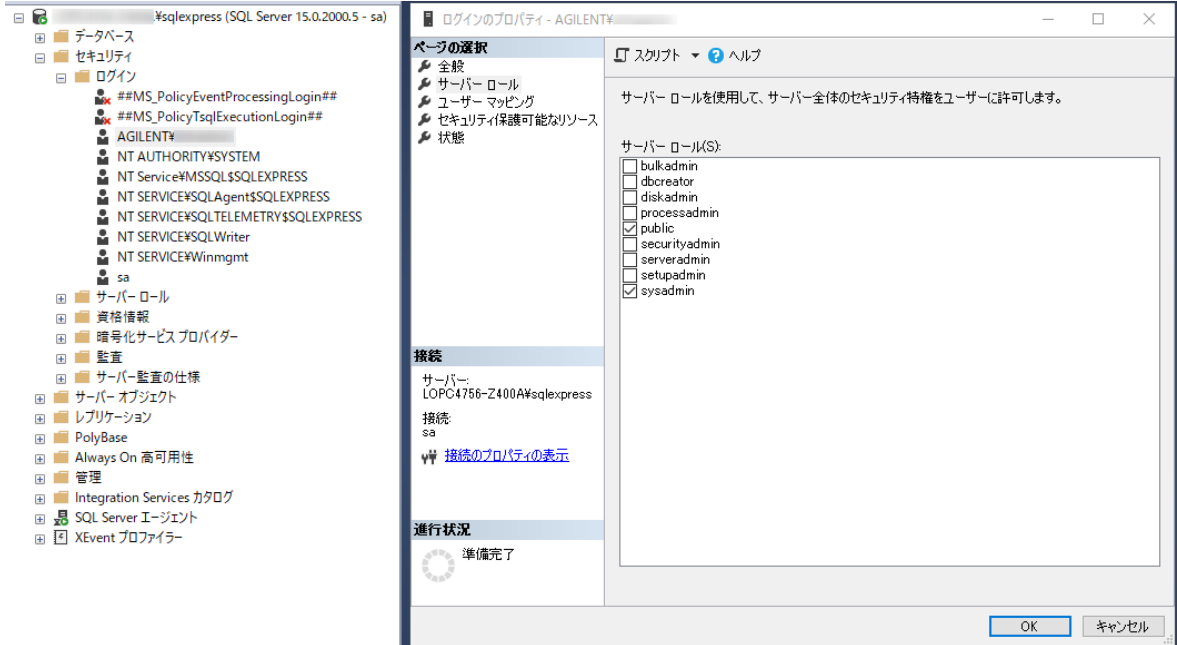 ¥sqlexpress (SQL Server 15.0.2000.5 - sa)
データベース
セキュリティ
ログイン
##MS_PolicyEventProcessingLogin##
##MS_PolicyTsqlExecutionLogin##
AGILENT¥
NT AUTHORITY¥SYSTEM
NT Service¥MSSQL$SQLEXPRESS
NT SERVICE¥SQLAgent$SQLEXPRESS
NT SERVICE¥SQLTELEMETRY$SQLEXPRESS
NT SERVICE¥SQLWriter
NT SERVICE¥Winmgmt
sa
サーバー ロール
資格情報
暗号化サービス プロバイダー
監査
サーバー監査の仕様
サーバー オブジェクト
レプリケーション
PolyBase
Always On 高可用性
管理
Integration Services カタログ
SQL Server エージェント
XEvent プロファイラー
ログインのプロパティ - AGILENT¥
ページの選択
全般
サーバー ロール
ユーザー マッピング
セキュリティ保護可能なリソース
状態
接続
サーバー:
LOPC4756-Z400A¥sqlexpress
接続:
sa
接続のプロパティの表示
進行状況
準備完了
スクリプト ヘルプ
サーバー ロールを使用して、サーバー全体のセキュリティ特権をユーザーに許可します。
サーバー ロール(S):
bulkadmin
dbcreator
diskadmin
processadmin
public
securityadmin
serveradmin
setupadmin
sysadmin
OK キャンセル